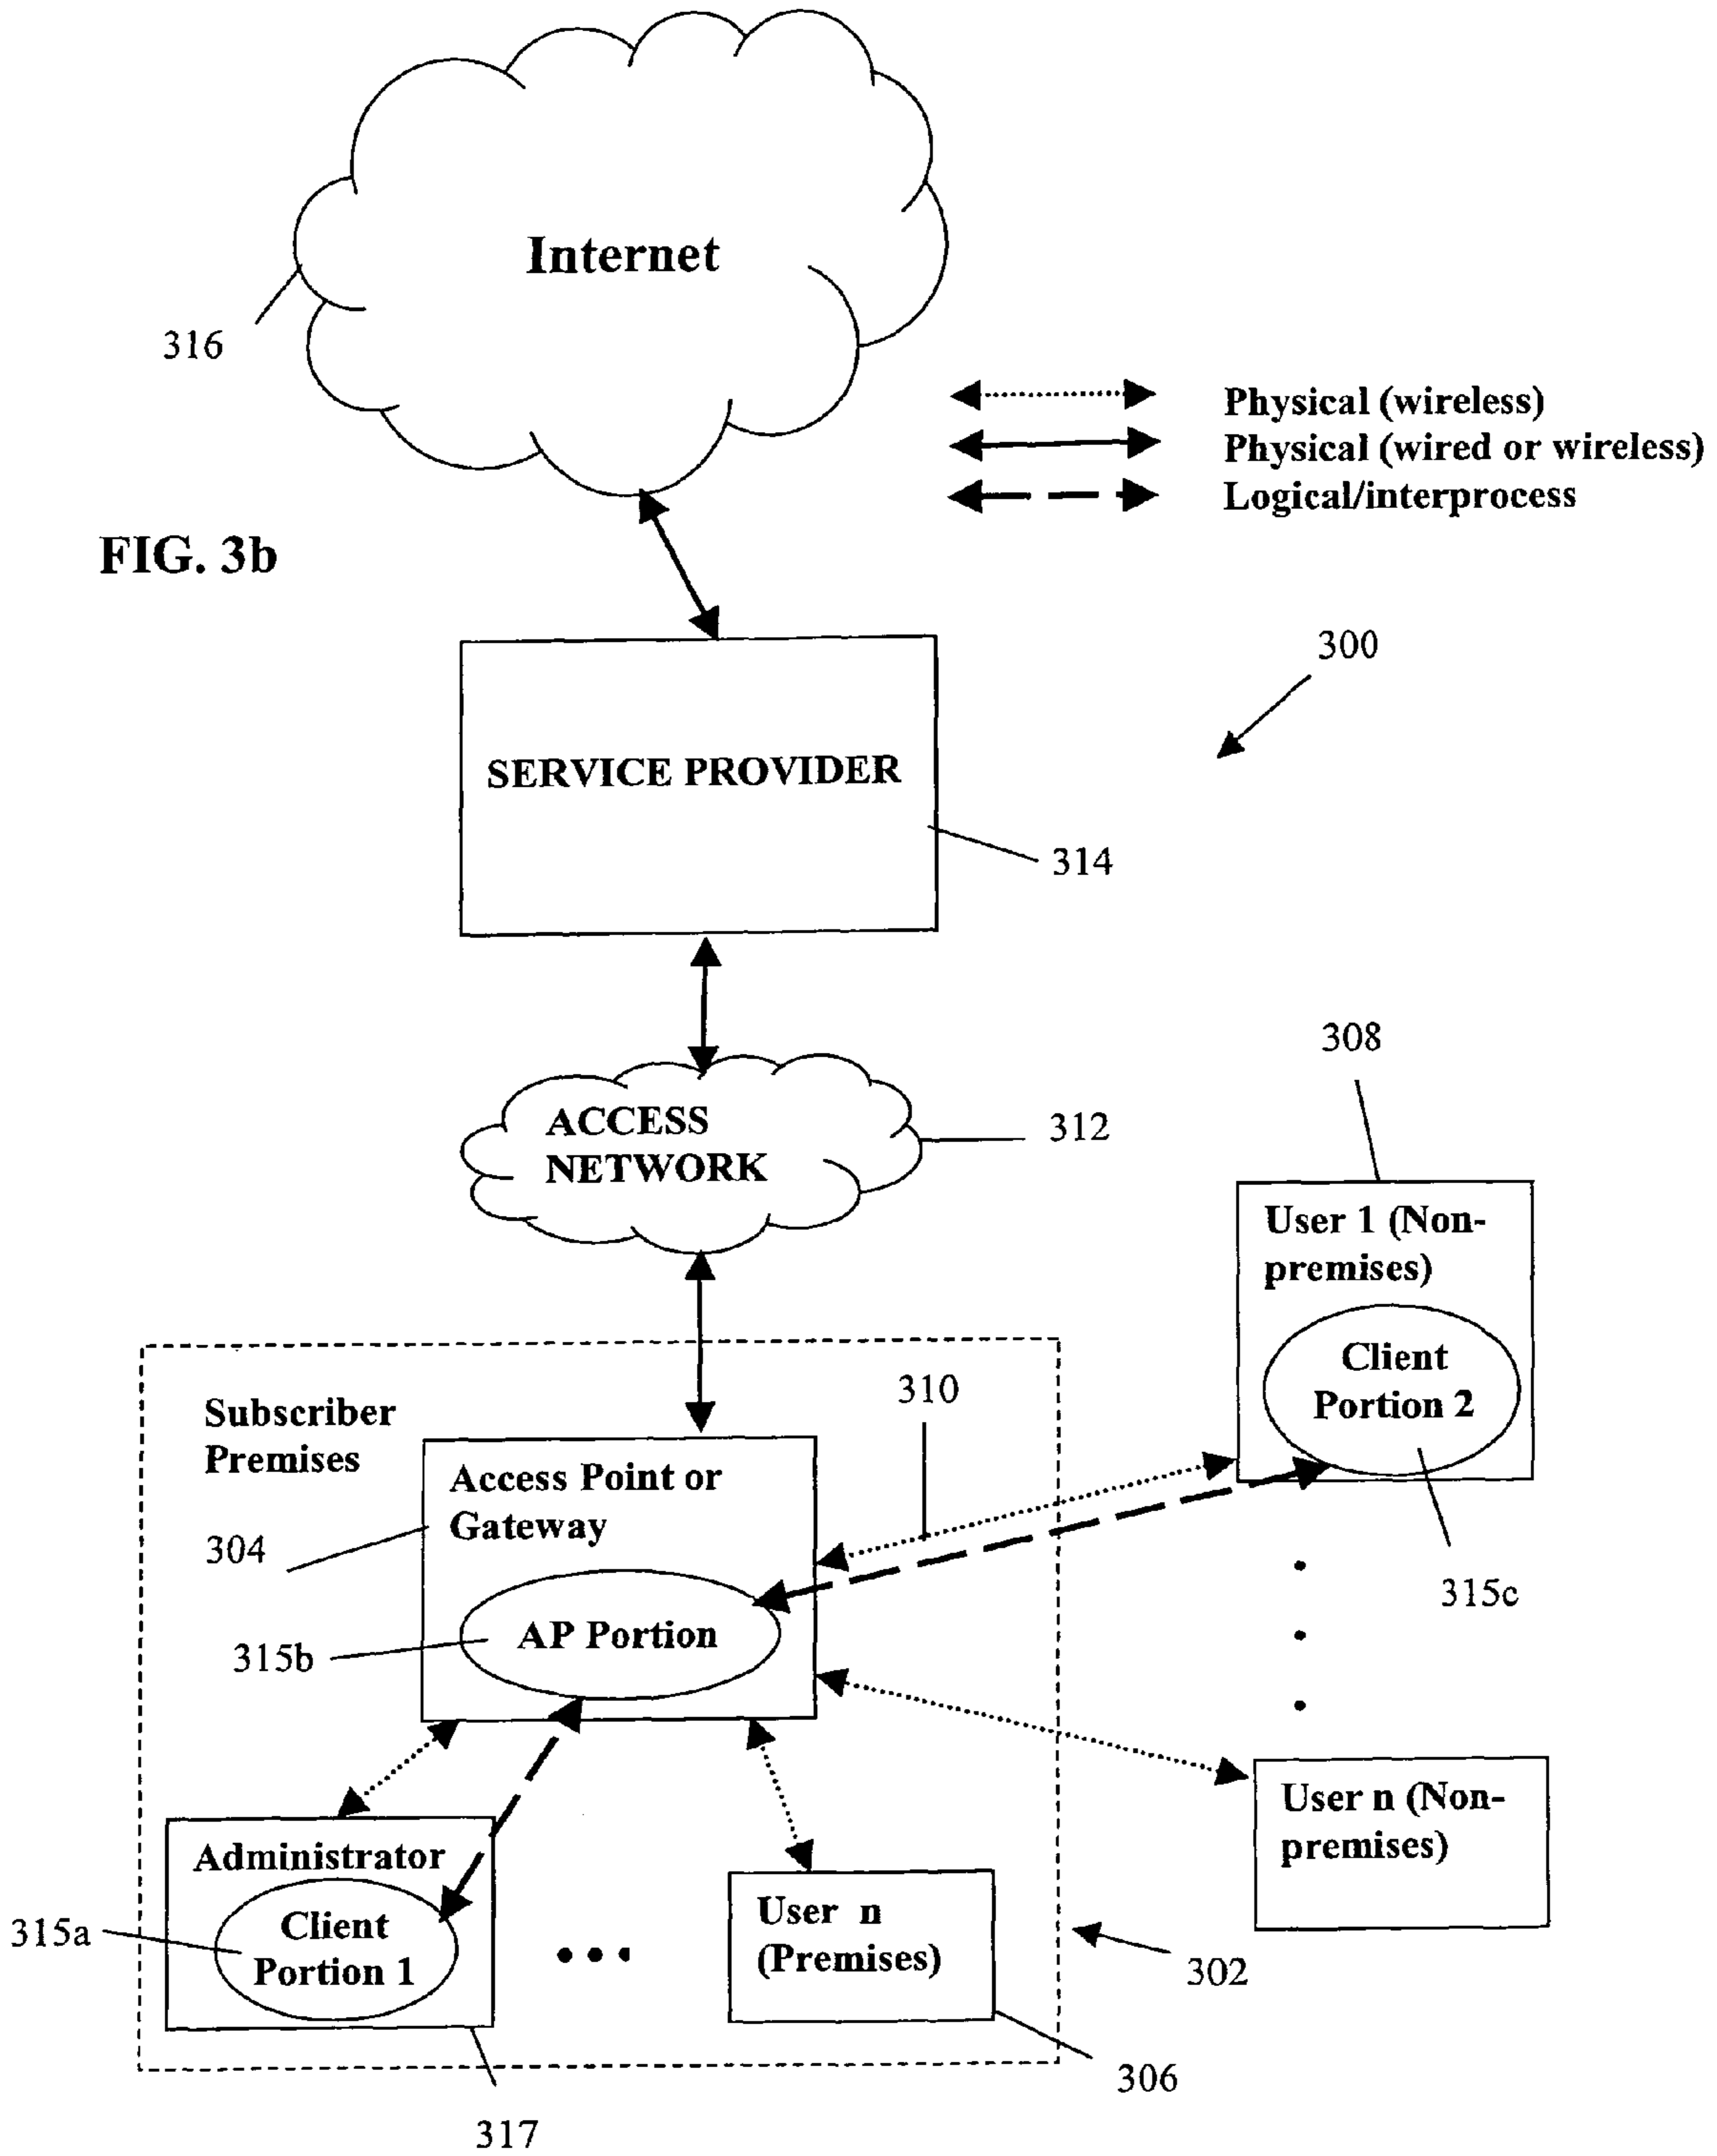 Internet
316
Physical (wireless)
Physical (wired or wireless)
Logical/interprocess
FIG. 3b
300
SERVICE PROVIDER
314
308
ACCESS
NETWORK
312
User 1 (Non-
premises)
Client
Portion 2
310
Subscriber
Premises
Access Point or
Gateway
304
315c
AP Portion
315b
User n (Non-
premises)
Administrator
Client
Portion 1
315a
User n
(Premises)
302
306
317